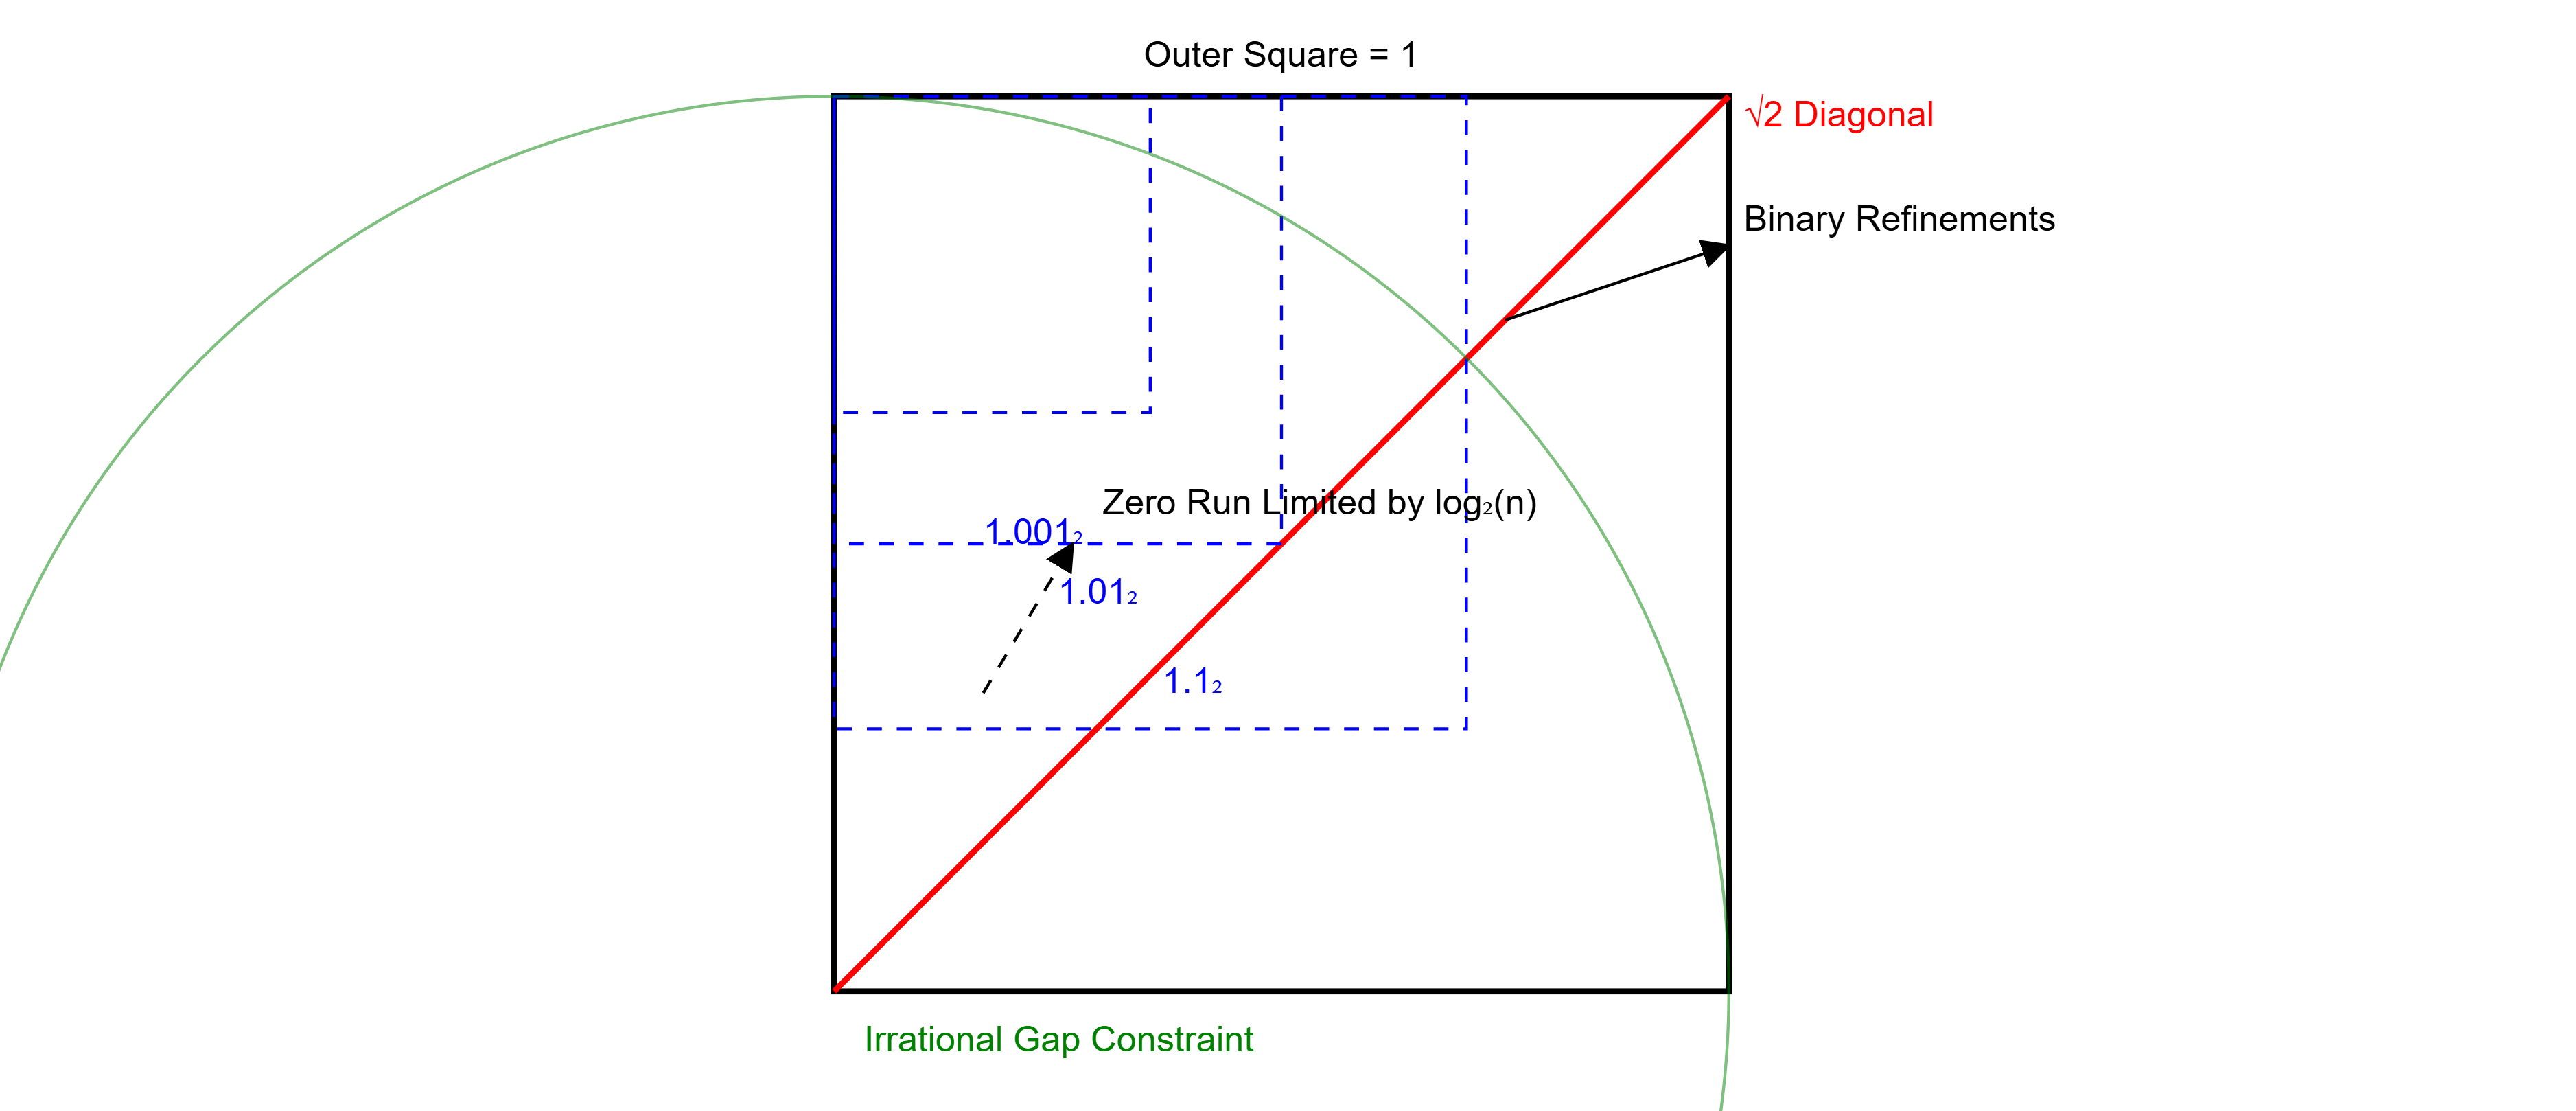 Outer Square = 1
√2 Diagonal
Binary Refinements
Zero Run Limited by log₂(n)
1.001₂
1.01₂
1.1₂
Irrational Gap Constraint